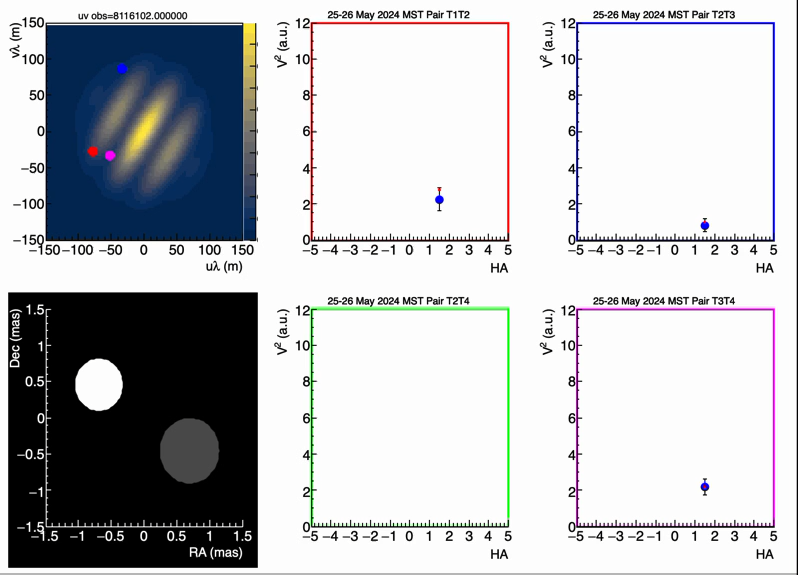 uv obs=8116102.000000
vλ (m)
150
100
50
0
−50
−100
−150
−150 −100 −50 0 50 100 150
uλ (m)
25-26 May 2024 MST Pair T1T2
V² (a.u.)
12
10
8
6
4
2
0
−5 −4 −3 −2 −1 0 1 2 3 4 5
HA
25-26 May 2024 MST Pair T2T3
V² (a.u.)
12
10
8
6
4
2
0
−5 −4 −3 −2 −1 0 1 2 3 4 5
HA
Dec (mas)
1.5
1
0.5
0
−0.5
−1
−1.5
−1.5 −1 −0.5 0 0.5 1 1.5
RA (mas)
25-26 May 2024 MST Pair T2T4
V² (a.u.)
12
10
8
6
4
2
0
−5 −4 −3 −2 −1 0 1 2 3 4 5
HA
25-26 May 2024 MST Pair T3T4
V² (a.u.)
12
10
8
6
4
2
0
−5 −4 −3 −2 −1 0 1 2 3 4 5
HA